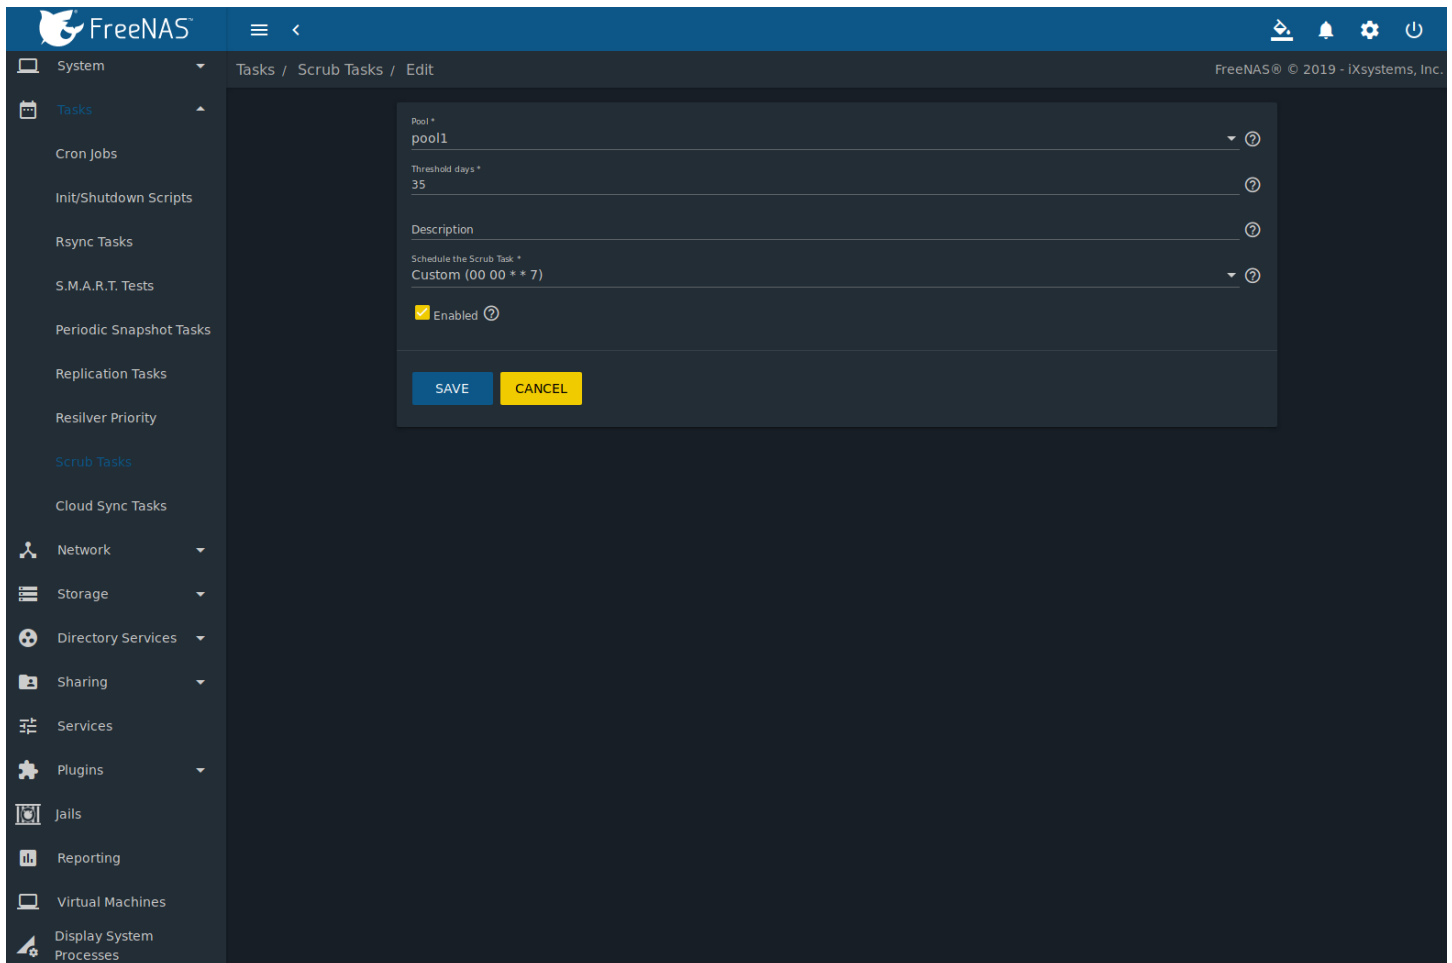 FreeNAS™
System
Tasks / Scrub Tasks / Edit
FreeNAS® © 2019 - iXsystems, Inc.
Tasks
Cron Jobs
Init/Shutdown Scripts
Rsync Tasks
S.M.A.R.T. Tests
Periodic Snapshot Tasks
Replication Tasks
Resilver Priority
Scrub Tasks
Cloud Sync Tasks
Network
Storage
Directory Services
Sharing
Services
Plugins
Jails
Reporting
Virtual Machines
Display System
Processes
Pool *
pool1
Threshold days *
35
Description
Schedule the Scrub Task *
Custom (00 00 * * 7)
Enabled
SAVE CANCEL